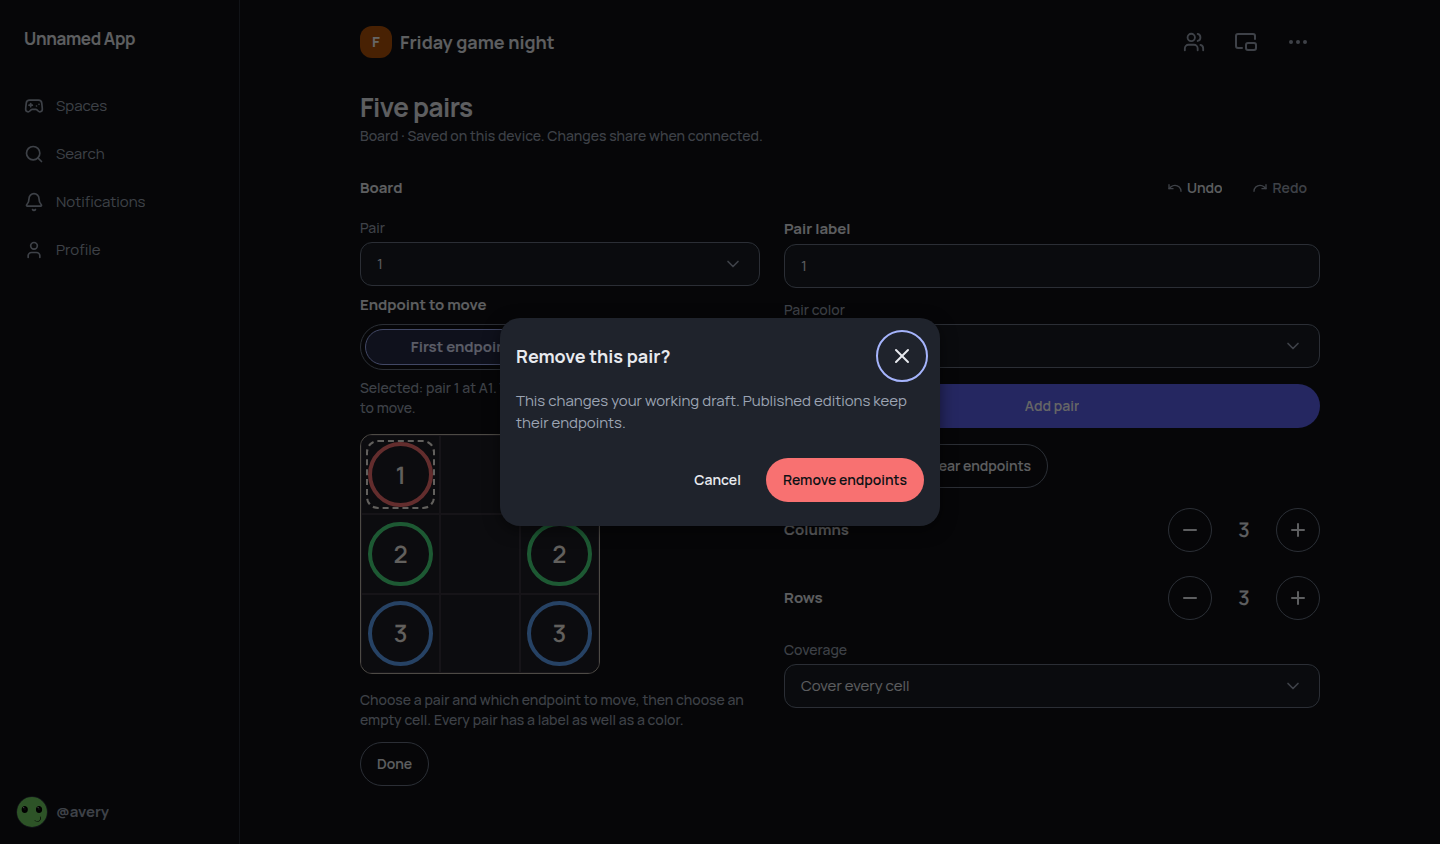 Unnamed App
Spaces
Search
Notifications
Profile
@avery
F
Friday game night
Five pairs
Board · Saved on this device. Changes share when connected.
Board
Undo
Redo
Pair
1
Pair label
1
Endpoint to move
First
Pair color
Selected: pair 1 at A1.
to move.
Add pair
endpoints
Remove this pair?
This changes your working draft. Published editions keep
their endpoints.
Cancel
Remove endpoints
1
2
2
3
3
Columns
3
Rows
3
Coverage
Cover every cell
Choose a pair and which endpoint to move, then choose an
empty cell. Every pair has a label as well as a color.
Done